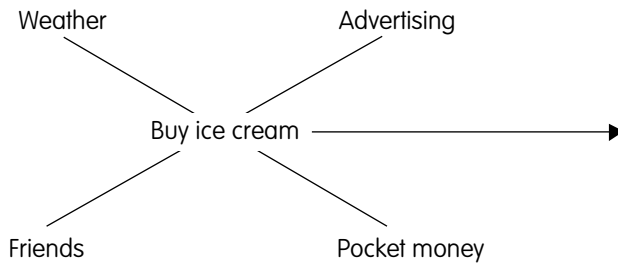 Weather
Advertising
Buy ice cream
Friends
Pocket money